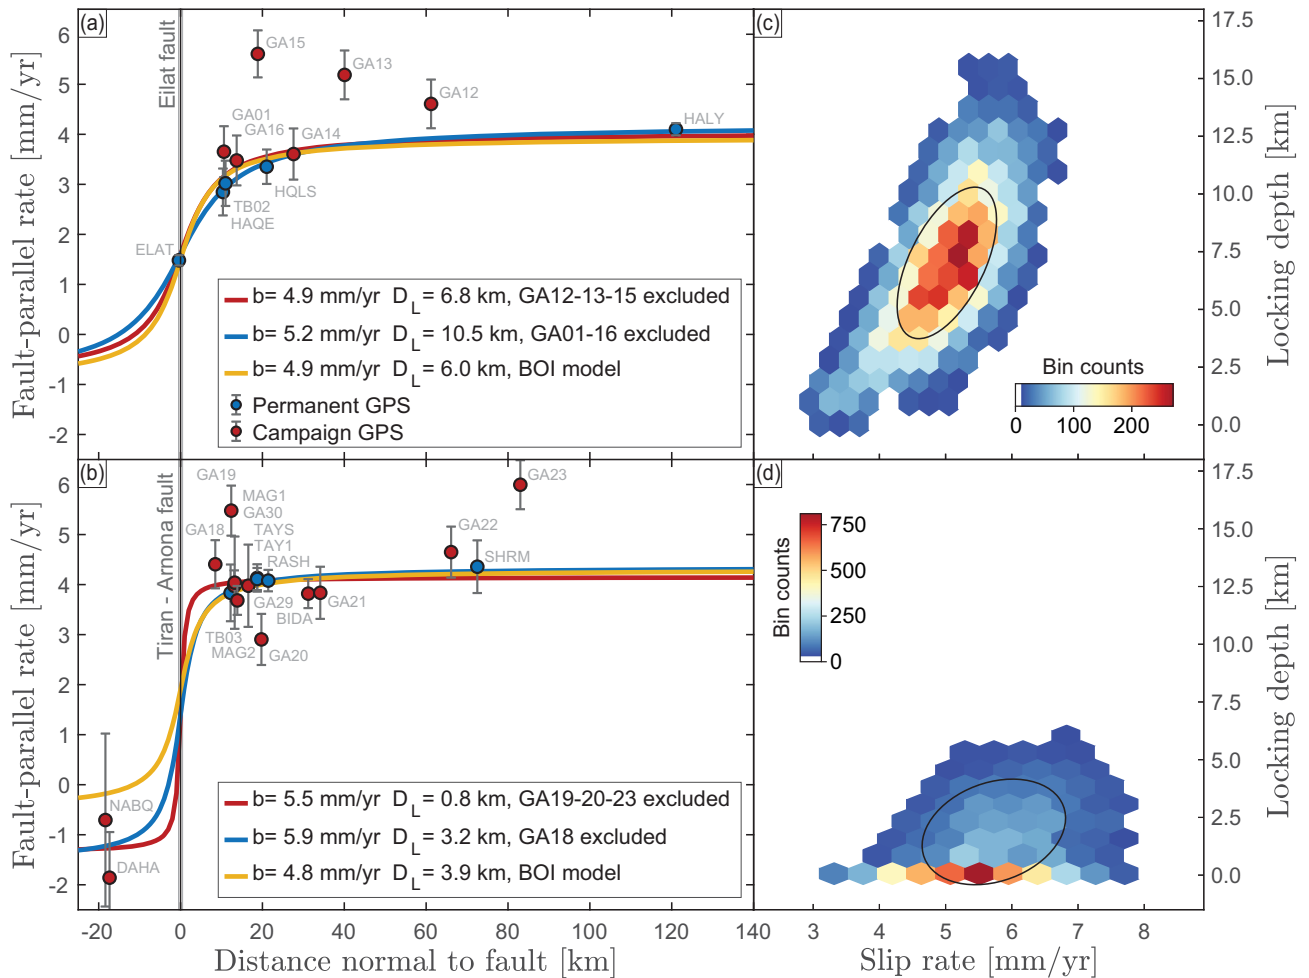 (a)
Fault-parallel rate [mm/yr]
6
5
4
3
2
1
0
-1
-2
Eilat fault
GA15
GA13
GA12
GA01
GA16
GA14
HALY
HQLS
TB02
HAQE
ELAT
b= 4.9 mm/yr D_L= 6.8 km, GA12-13-15 excluded
b= 5.2 mm/yr D_L= 10.5 km, GA01-16 excluded
b= 4.9 mm/yr D_L= 6.0 km, BOI model
Permanent GPS
Campaign GPS
(c)
17.5
15.0
12.5
10.0
7.5
5.0
2.5
0.0
Locking depth [km]
Bin counts
0 100 200
(b)
Fault-parallel rate [mm/yr]
6
5
4
3
2
1
0
-1
-2
Tiran - Arnona fault
GA19
MAG1
GA30
GA18
TAYS
TAY1
RASH
GA23
GA22
SHRM
GA29
BIDA
GA21
TB03
MAG2
GA20
NABQ
DAHA
b= 5.5 mm/yr D_L= 0.8 km, GA19-20-23 excluded
b= 5.9 mm/yr D_L= 3.2 km, GA18 excluded
b= 4.8 mm/yr D_L= 3.9 km, BOI model
-20 0 20 40 60 80 100 120 140
Distance normal to fault [km]
(d)
Bin counts
750
500
250
0
17.5
15.0
12.5
10.0
7.5
5.0
2.5
0.0
Locking depth [km]
3 4 5 6 7 8
Slip rate [mm/yr]